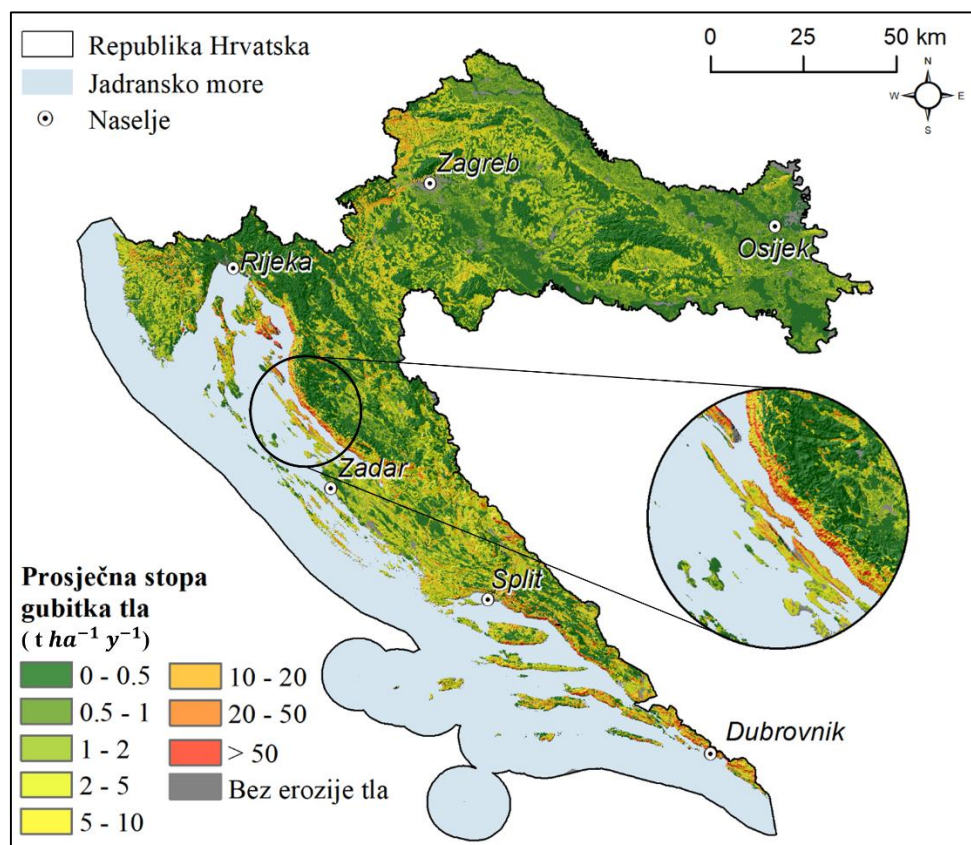 Republika Hrvatska
Jadransko more
Naselje
0 25 50 km
N
W E
S
Zagreb
Osijek
Rijeka
Zadar
Split
Dubrovnik
Prosječna stopa
gubitka tla
( t ha⁻¹ y⁻¹)
0 - 0.5
0.5 - 1
1 - 2
2 - 5
5 - 10
10 - 20
20 - 50
> 50
Bez erozije tla